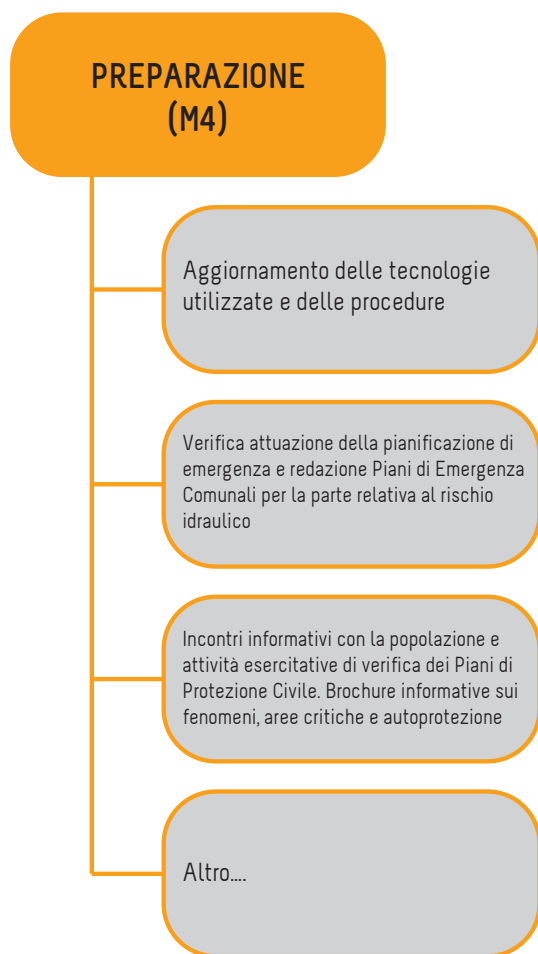 PREPARAZIONE
(M4)
Aggiornamento delle tecnologie
utilizzate e delle procedure
Verifica attuazione della pianificazione di
emergenza e redazione Piani di Emergenza
Comunali per la parte relativa al rischio
idraulico
Incontri informativi con la popolazione e
attività esercitative di verifica dei Piani di
Protezione Civile. Brochure informative sui
fenomeni, aree critiche e autoprotezione
Altro....